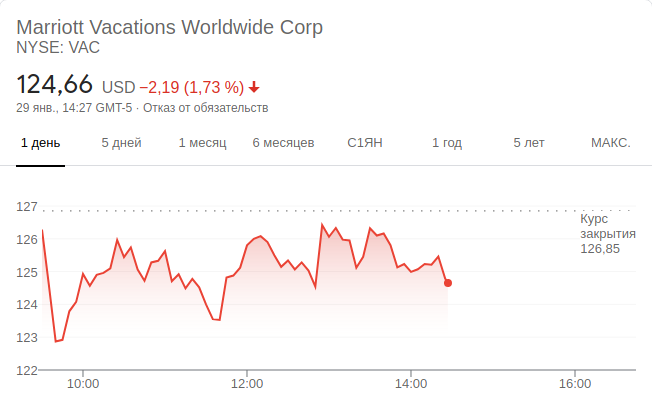 Marriott Vacations Worldwide Corp
NYSE: VAC
124,66 USD −2,19 (1,73 %)
29 янв., 14:27 GMT-5 · Отказ от обязательств
1 день 5 дней 1 месяц 6 месяцев С1ЯН 1 год 5 лет МАКС.
127
Курс
закрытия
126,85
126
125
124
123
122
10:00 12:00 14:00 16:00